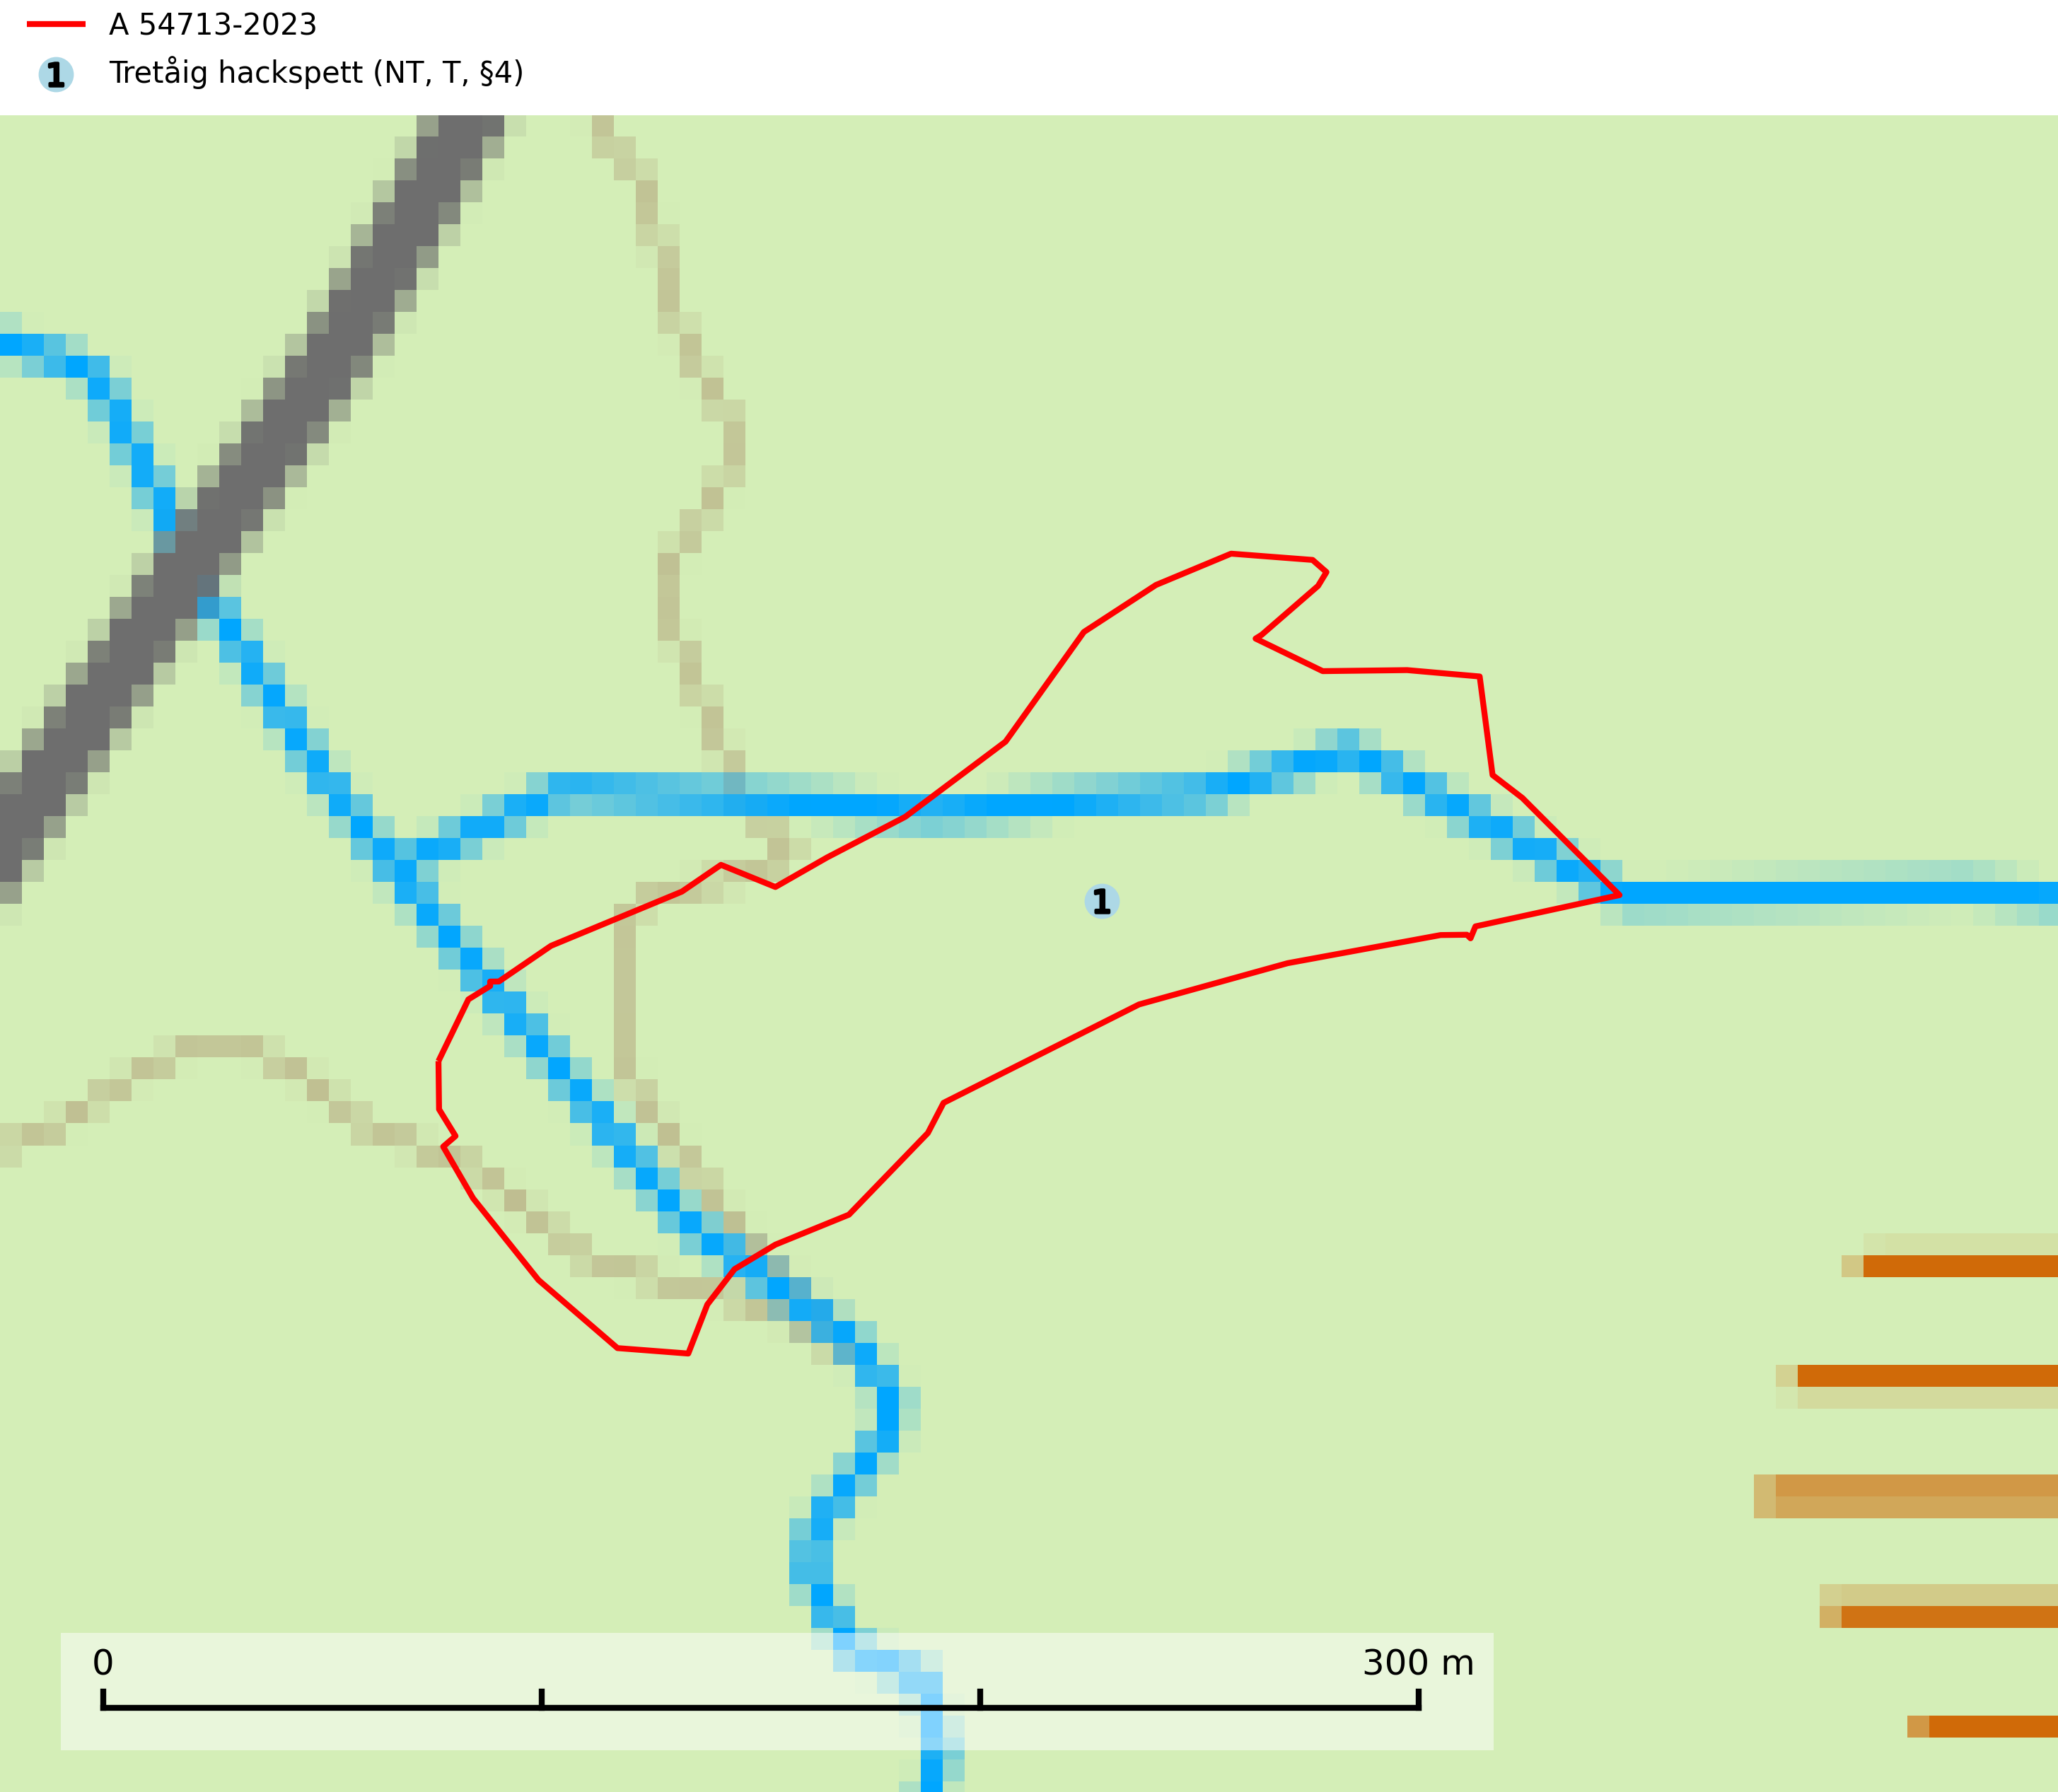 A 54713-2023
1 Tretåig hackspett (NT, T, §4)
1
0 300 m